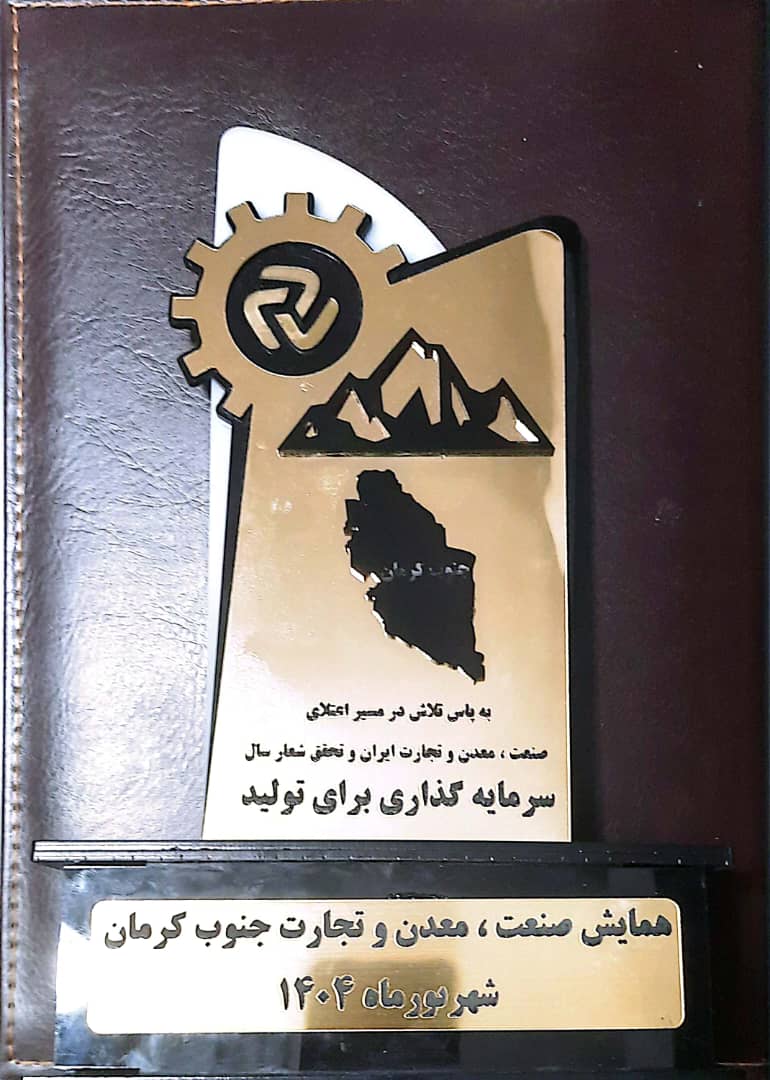 جنوب کرمان
به پاس تلاش در مسیر اعتلای
صنعت ، معدن و تجارت ایران و تحقق شعار سال
سرمایه گذاری برای تولید
همایش صنعت ، معدن و تجارت جنوب کرمان
شهریورماه ۱۴۰۴